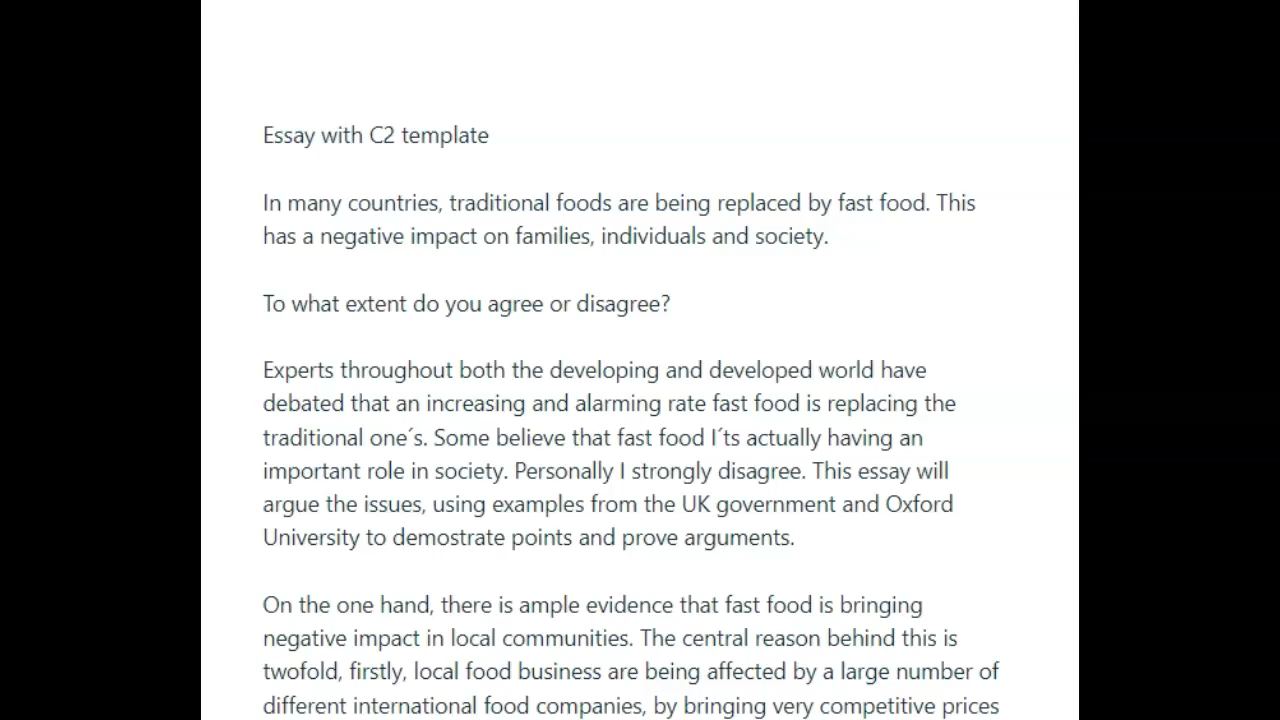 Essay with C2 template
In many countries, traditional foods are being replaced by fast food. This
has a negative impact on families, individuals and society.
To what extent do you agree or disagree?
Experts throughout both the developing and developed world have
debated that an increasing and alarming rate fast food is replacing the
traditional one´s. Some believe that fast food I´ts actually having an
important role in society. Personally I strongly disagree. This essay will
argue the issues, using examples from the UK government and Oxford
University to demostrate points and prove arguments.
On the one hand, there is ample evidence that fast food is bringing
negative impact in local communities. The central reason behind this is
twofold, firstly, local food business are being affected by a large number of
different international food companies, by bringing very competitive prices